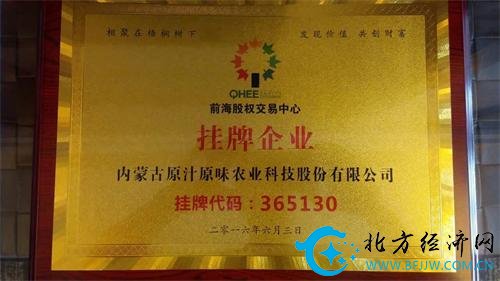 相聚在梧桐树下
发现价值 共创财富
QHEE
前海股权交易中心
挂牌企业
内蒙古原汁原味农业科技股份有限公司
挂牌代码：365130
二零一六年六月三日
北方经济网
WWW.BFJJW.COM